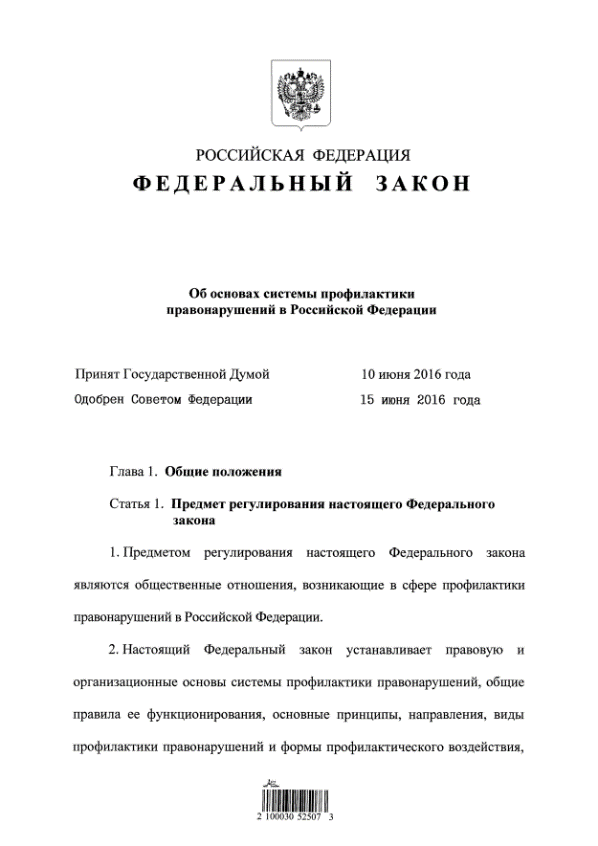 РОССИЙСКАЯ ФЕДЕРАЦИЯ
ФЕДЕРАЛЬНЫЙ ЗАКОН
Об основах системы профилактики
правонарушений в Российской Федерации
Принят Государственной Думой 10 июня 2016 года
Одобрен Советом Федерации 15 июня 2016 года
Глава 1. Общие положения
Статья 1. Предмет регулирования настоящего Федерального
закона
1. Предметом регулирования настоящего Федерального закона
являются общественные отношения, возникающие в сфере профилактики
правонарушений в Российской Федерации.
2. Настоящий Федеральный закон устанавливает правовую и
организационные основы системы профилактики правонарушений, общие
правила ее функционирования, основные принципы, направления, виды
профилактики правонарушений и формы профилактического воздействия,
2 100030 52507 3